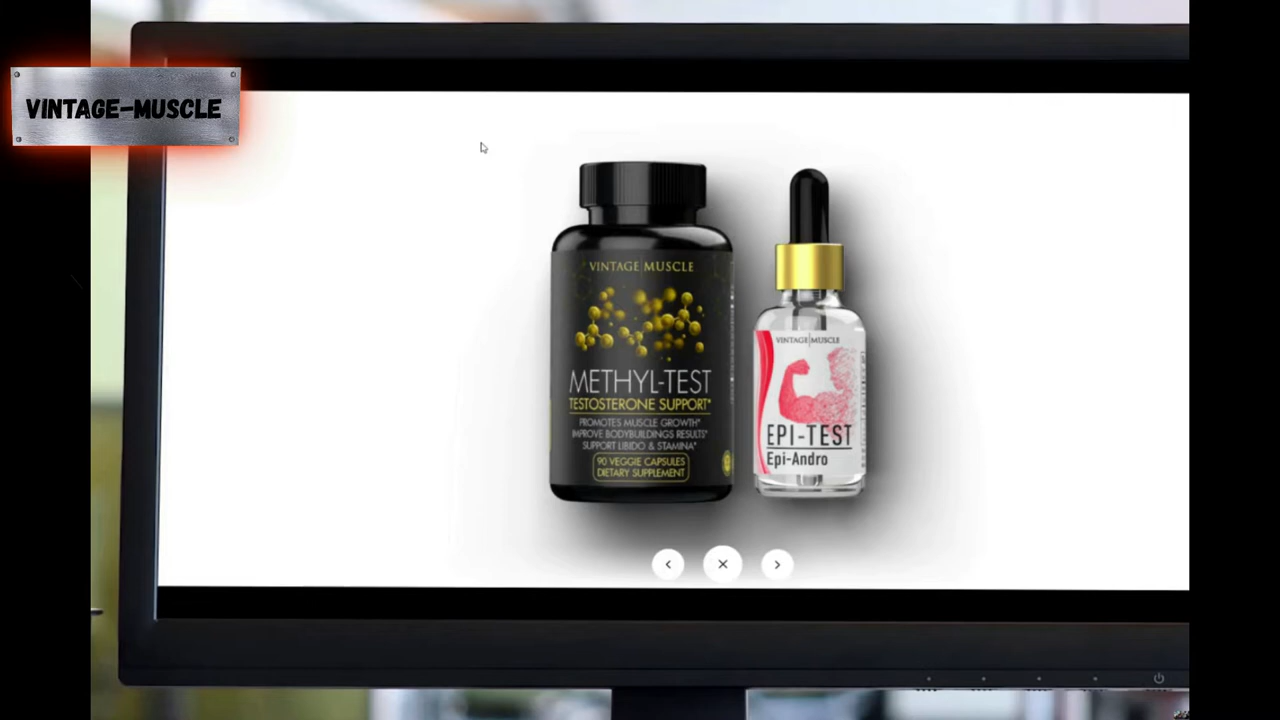 VINTAGE-MUSCLE
VINTAGE|MUSCLE
METHYL-TEST
TESTOSTERONE SUPPORT*
PROMOTES MUSCLE GROWTH*
IMPROVE BODYBUILDINGS RESULTS*
SUPPORT LIBIDO & STAMINA*
90 VEGGIE CAPSULES
DIETARY SUPPLEMENT
VINTAGE|MUSCLE
EPI-TEST
Epi-Andro